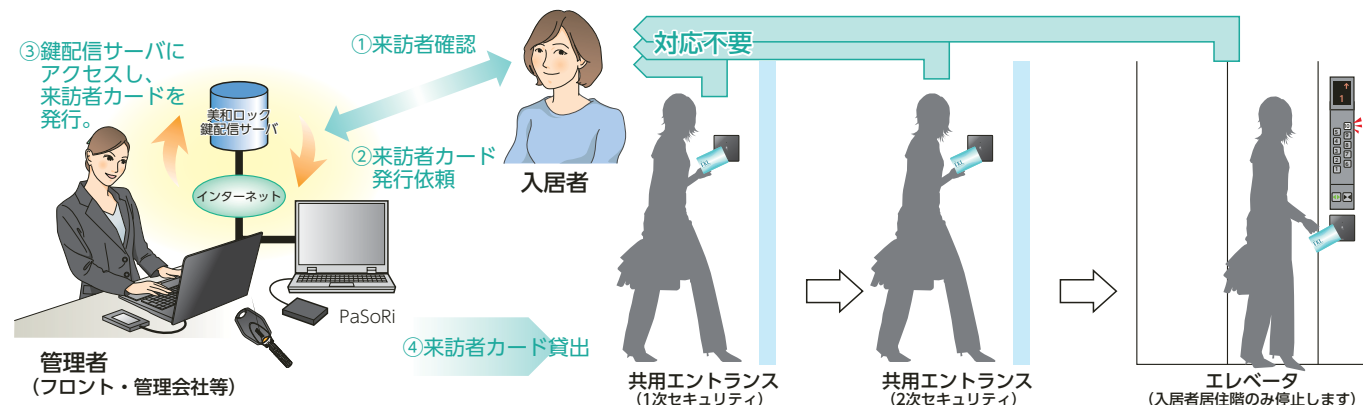 ③鍵配信サーバに
アクセスし、
来訪者カードを
発行。
美和ロック
鍵配信サーバ
インターネット
PaSoRi
管理者
（フロント・管理会社等）
①来訪者確認
②来訪者カード
発行依頼
入居者
④来訪者カード貸出
対応不要
共用エントランス
（1次セキュリティ）
共用エントランス
（2次セキュリティ）
1
エレベータ
（入居者居住階のみ停止します）